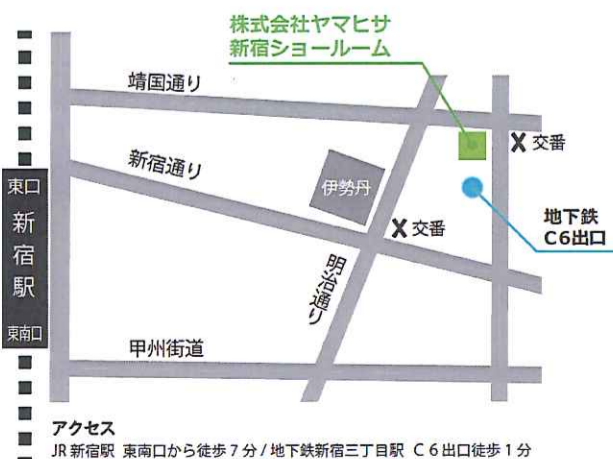 株式会社ヤマヒサ
新宿ショールーム
靖国通り
新宿通り
伊勢丹
交番
東口
新宿駅
東南口
地下鉄
C6出口
交番
明治通り
甲州街道
アクセス
JR 新宿駅 東南口から徒歩 7 分 / 地下鉄新宿三丁目駅 C 6 出口徒歩 1 分